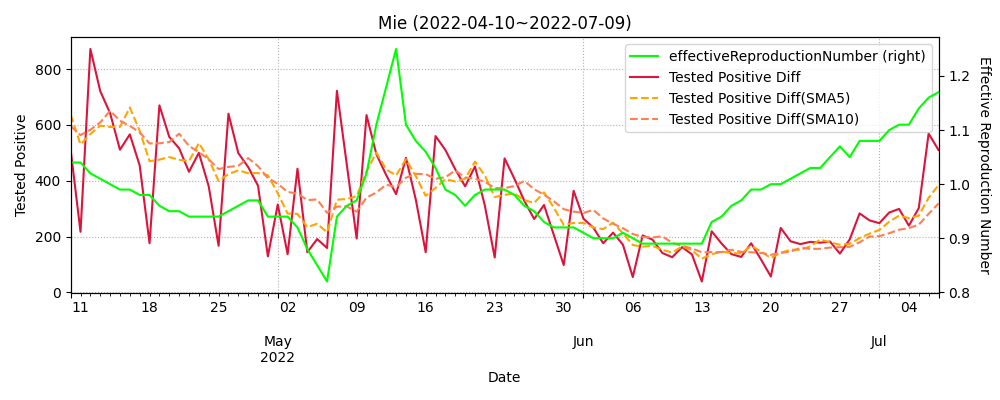 Mie (2022-04-10~2022-07-09)
effectiveReproductionNumber (right)
Tested Positive Diff
Tested Positive Diff(SMA5)
Tested Positive Diff(SMA10)
Tested Positive
800
600
400
200
0
Effective Reproduction Number
1.2
1.1
1.0
0.9
0.8
11 18 25 02 09 16 23 30 06 13 20 27 04
May Jun Jul
2022
Date